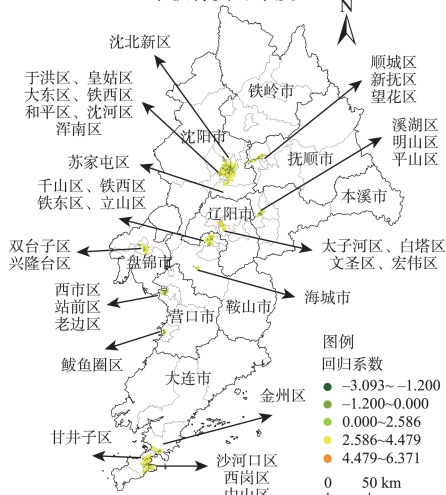 N
沈北新区
于洪区、皇姑区
大东区、铁西区
和平区、沈河区
浑南区
铁岭市
顺城区
新抚区
望花区
沈阳市
抚顺市
溪湖区
明山区
平山区
苏家屯区
千山区、铁西区
铁东区、立山区
本溪市
辽阳市
双台子区
兴隆台区
盘锦市
太子河区、白塔区
文圣区、宏伟区
西市区
站前区
老边区
海城市
鞍山市
营口市
鲅鱼圈区
大连市
金州区
甘井子区
沙河口区
西岗区
图例
回归系数
−3.093~ −1.200
−1.200~0.000
0.000~2.586
2.586~4.479
4.479~6.371
0 50 km